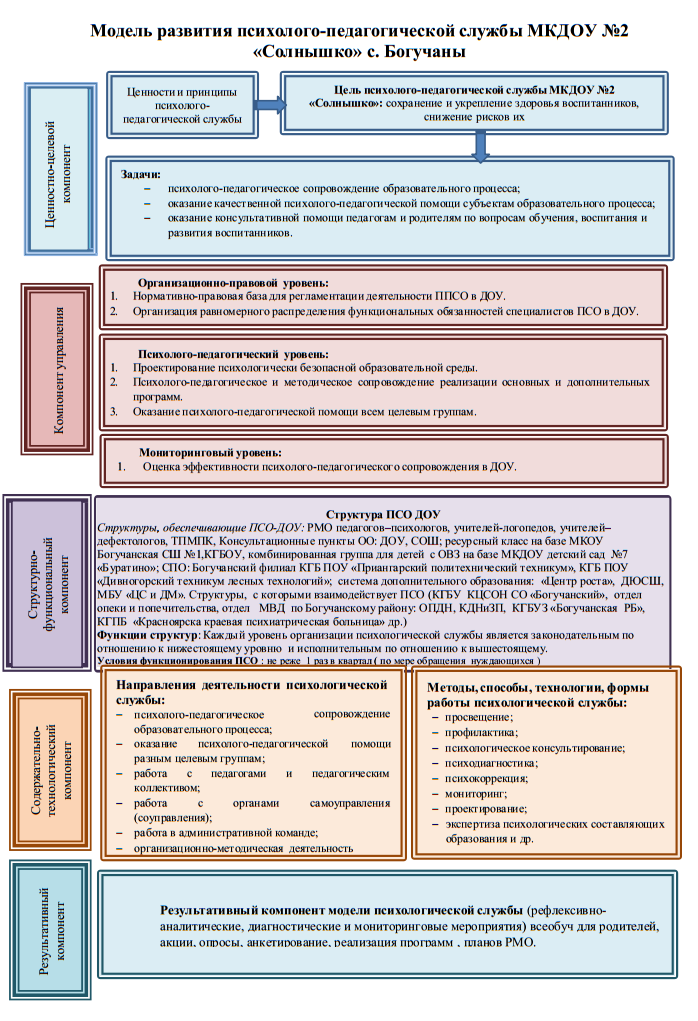 Модель развития психолого-педагогической службы МКДОУ №2
«Солнышко» с. Богучаны
Ценностно-целевой
компонент
Ценности и принципы
психолого-
педагогической службы
Цель психолого-педагогической службы МКДОУ №2
«Солнышко»: сохранение и укрепление здоровья воспитанников,
снижение рисков их
Задачи:
– психолого-педагогическое сопровождение образовательного процесса;
– оказание качественной психолого-педагогической помощи субъектам образовательного процесса;
– оказание консультативной помощи педагогам и родителям по вопросам обучения, воспитания и
развития воспитанников.
Компонент управления
Организационно-правовой уровень:
1. Нормативно-правовая база для регламентации деятельности ППСО в ДОУ.
2. Организация равномерного распределения функциональных обязанностей специалистов ПСО в ДОУ.
Психолого-педагогический уровень:
1. Проектирование психологически безопасной образовательной среды.
2. Психолого-педагогическое и методическое сопровождение реализации основных и дополнительных
программ.
3. Оказание психолого-педагогической помощи всем целевым группам.
Мониторинговый уровень:
1. Оценка эффективности психолого-педагогического сопровождения в ДОУ.
Структурно-
функциональный
компонент
Структура ПСО ДОУ
Структуры, обеспечивающие ПСО-ДОУ: РМО педагогов–психологов, учителей-логопедов, учителей–
дефектологов, ТПМПК, Консультационные пункты ОО: ДОУ, СОШ; ресурсный класс на базе МКОУ
Богучанская СШ №1,КГБОУ, комбинированная группа для детей с ОВЗ на базе МКДОУ детский сад №7
«Буратино»; СПО: Богучанский филиал КГБ ПОУ «Приангарский политехнический техникум», КГБ ПОУ
«Дивногорский техникум лесных технологий»; система дополнительного образования: «Центр роста», ДЮСШ,
МБУ «ЦС и ДМ». Структуры, с которыми взаимодействует ПСО (КГБУ КЦСОН СО «Богучанский», отдел
опеки и попечительства, отдел МВД по Богучанскому району: ОПДН, КДНиЗП, КГБУЗ «Богучанская РБ»,
КГПБ «Красноярска краевая психиатрическая больница» др.)
Функции структур: Каждый уровень организации психологической службы является законодательным по
отношению к нижестоящему уровню и исполнительным по отношению к вышестоящему.
Условия функционирования ПСО : не реже 1 раз в квартал ( по мере обращения нуждающихся )
Содержательно-
технологический
компонент
Направления деятельности психологической
службы:
– психолого-педагогическое сопровождение
образовательного процесса;
– оказание психолого-педагогической помощи
разным целевым группам;
– работа с педагогами и педагогическим
коллективом;
– работа с органами самоуправления
(соуправления);
– работа в административной команде;
– организационно-методическая деятельность
Методы, способы, технологии, формы
работы психологической службы:
– просвещение;
– профилактика;
– психологическое консультирование;
– психодиагностика;
– психокоррекция;
– мониторинг;
– проектирование;
– экспертиза психологических составляющих
образования и др.
Результативный
компонент
Результативный компонент модели психологической службы (рефлексивно-
аналитические, диагностические и мониторинговые мероприятия) всеобуч для родителей,
акции, опросы, анкетирование, реализация программ , планов РМО.